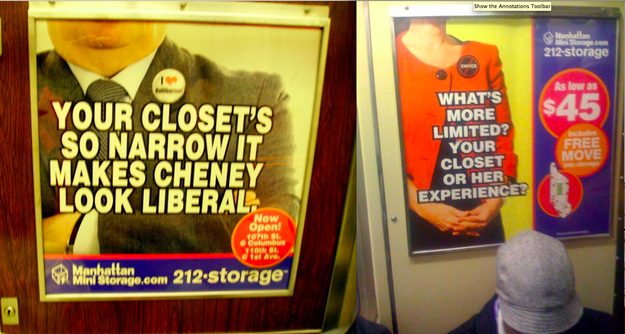 Show the Annotations Toolbar
I ♥
Halliburton!
YOUR CLOSET'S
SO NARROW IT
MAKES CHENEY
LOOK LIBERAL.
Now
Open!
107th St.
@ Columbus
110th St.
@ 1st Ave.
Manhattan
Mini Storage.com
212-storage
CHOICE
WHAT'S
MORE
LIMITED?
YOUR
CLOSET
OR HER
EXPERIENCE?
Manhattan
Mini Storage.com
212-storage
As low as
$45
Includes
FREE
MOVE
into storage